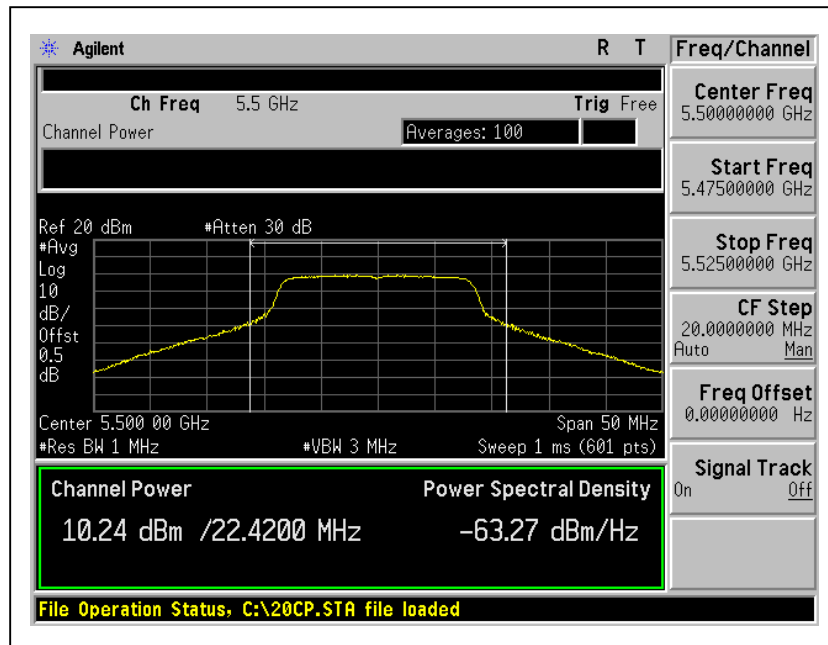 Agilent R T
Ch Freq 5.5 GHz Trig Free
Channel Power Averages: 100
Ref 20 dBm #Atten 30 dB
#Avg
Log
10
dB/
Offst
0.5
dB
Center 5.500 00 GHz Span 50 MHz
#Res BW 1 MHz #VBW 3 MHz Sweep 1 ms (601 pts)
Channel Power Power Spectral Density
10.24 dBm /22.4200 MHz -63.27 dBm/Hz
File Operation Status, C:\20CP.STA file loaded
Freq/Channel
Center Freq
5.50000000 GHz
Start Freq
5.47500000 GHz
Stop Freq
5.52500000 GHz
CF Step
20.0000000 MHz
Auto Man
Freq Offset
0.00000000 Hz
Signal Track
On Off